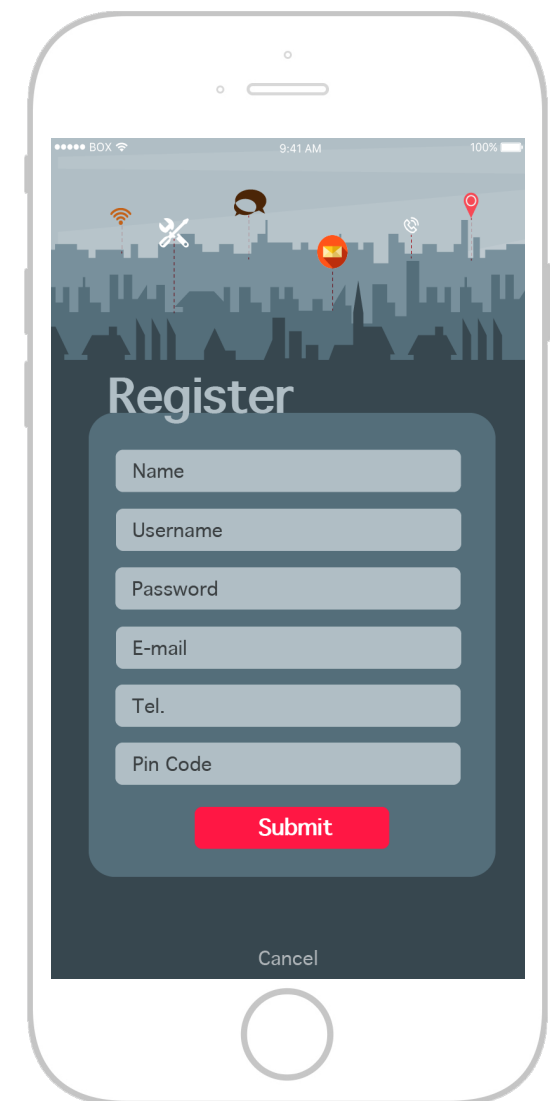 BOX 9:41 AM 100%
Register
Name
Username
Password
E-mail
Tel.
Pin Code
Submit
Cancel